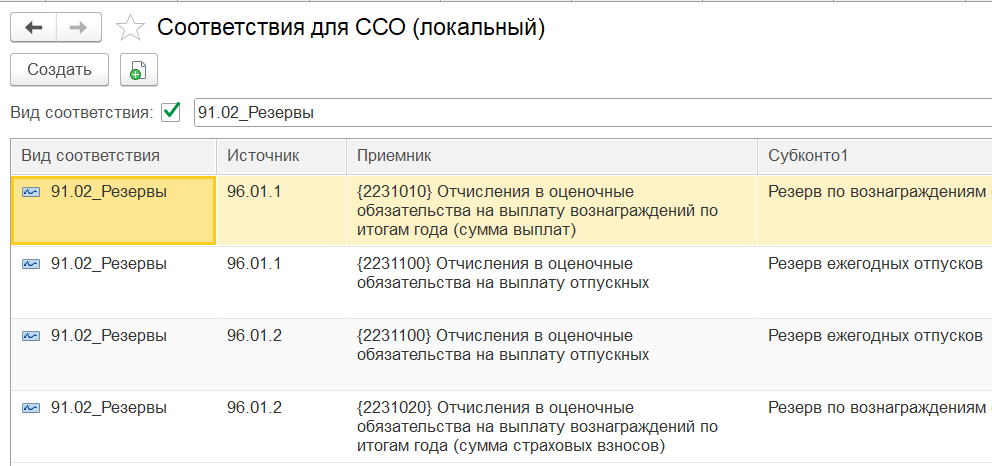 Соответствия для ССО (локальный)
Создать
Вид соответствия: 91.02_Резервы
Вид соответствия Источник Приемник Субконто1
91.02_Резервы 96.01.1 {2231010} Отчисления в оценочные Резерв по вознаграждениям
обязательства на выплату вознаграждений по
итогам года (сумма выплат)
91.02_Резервы 96.01.1 {2231100} Отчисления в оценочные Резерв ежегодных отпусков
обязательства на выплату отпускных
91.02_Резервы 96.01.2 {2231100} Отчисления в оценочные Резерв ежегодных отпусков
обязательства на выплату отпускных
91.02_Резервы 96.01.2 {2231020} Отчисления в оценочные Резерв по вознаграждениям
обязательства на выплату вознаграждений по
итогам года (сумма страховых взносов)